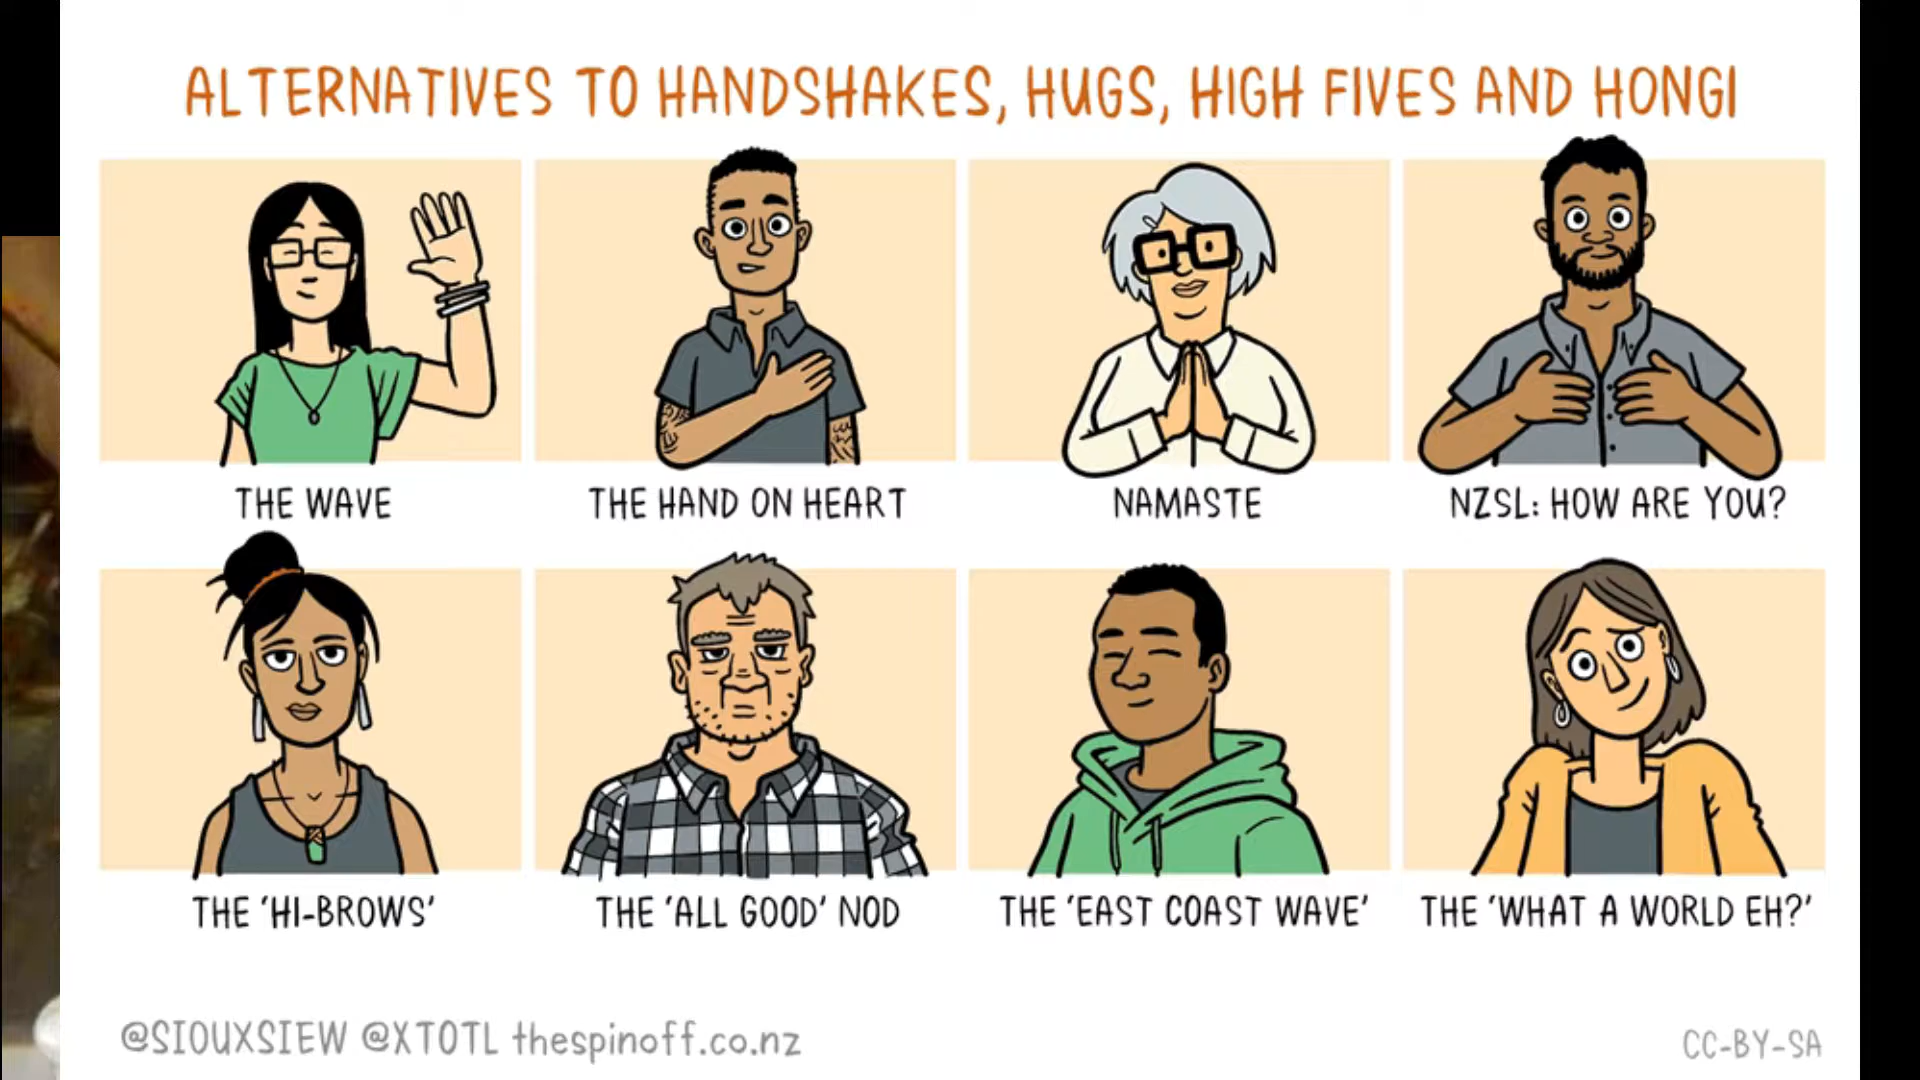 ALTERNATIVES TO HANDSHAKES, HUGS, HIGH FIVES AND HONGI
THE WAVE
THE HAND ON HEART
NAMASTE
NZSL: HOW ARE YOU?
THE 'HI-BROWS'
THE 'ALL GOOD' NOD
THE 'EAST COAST WAVE'
THE 'WHAT A WORLD EH?'
@SIOUXSIEW @XTOTL thespinoff.co.nz
CC-BY-SA